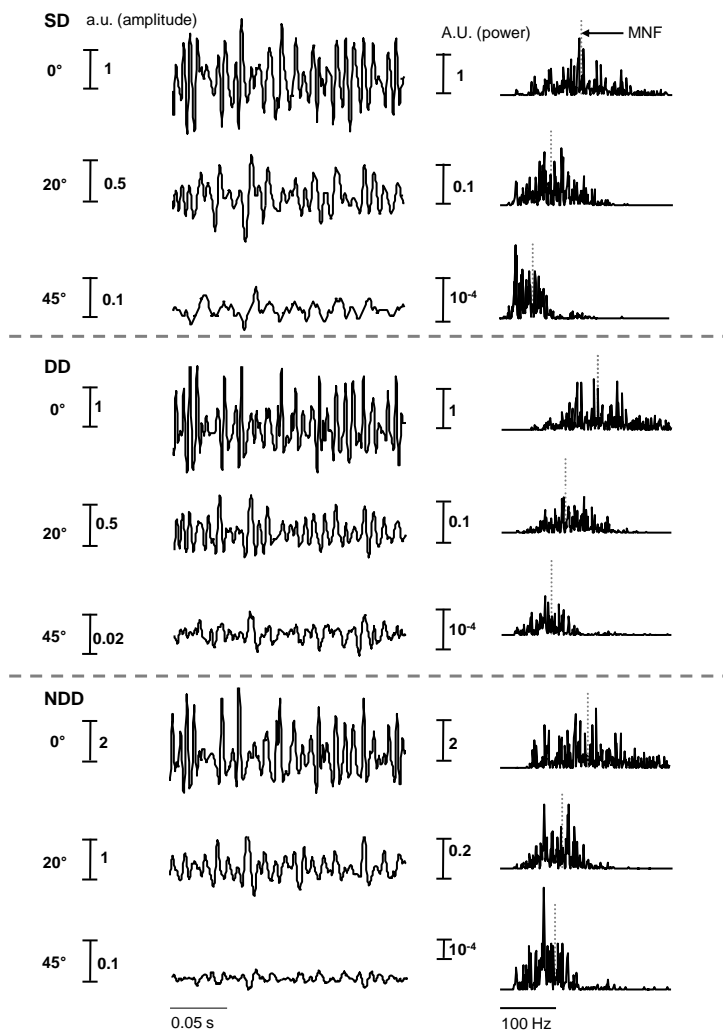 SD a.u. (amplitude) A.U. (power) MNF
0° 1 1
20° 0.5 0.1
45° 0.1 10⁻⁴
DD
0° 1 1
20° 0.5 0.1
45° 0.02 10⁻⁴
NDD
0° 2 2
20° 1 0.2
45° 0.1 10⁻⁴
0.05 s 100 Hz